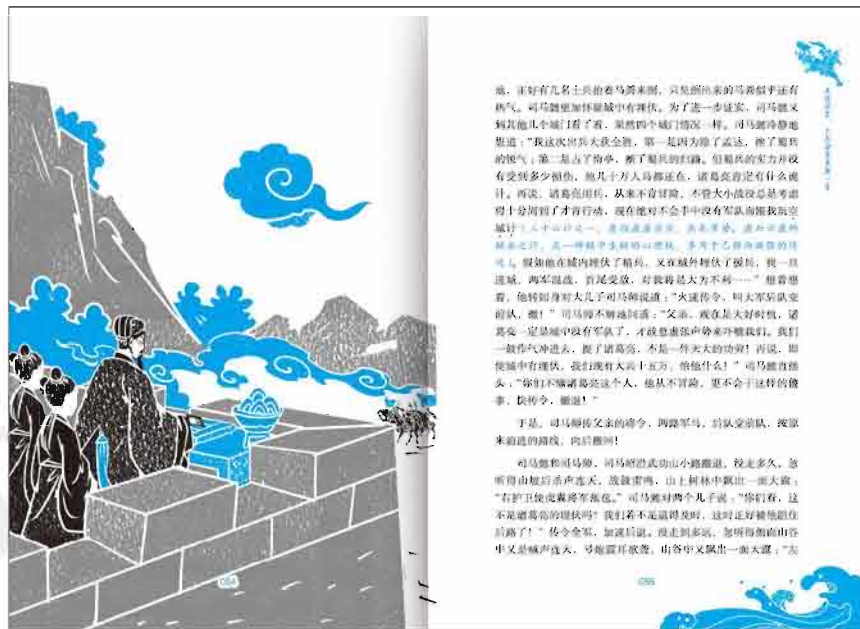 054
地，正好有几名士兵抬着马粪来倒，只见倒出来的马粪似乎还有
热气。司马懿更加怀疑城中有埋伏。为了进一步证实，司马懿又
到其他几个城门看了看，果然四个城门情况一样。司马懿冷静地
想道：“我这次出兵大获全胜，第一是因为除了孟达，挫了蜀兵
的锐气；第二是占了街亭，断了蜀兵的归路。但蜀兵的实力并没
有受到多少损伤，他几十万人马都还在，诸葛亮肯定有什么诡
计。再说，诸葛亮用兵，从来不肯冒险，不管大小战役总是考虑
得十分周到了才肯行动，现在绝对不会手中没有军队而跟我玩空
城计
。假如他在城内埋伏了精兵，又在城外埋伏了援兵，我一旦
进城，两军混战，首尾受敌，对我将是大为不利……”想着想
着，他转回身对大儿子司马师说道：“火速传令，叫大军后队变
前队，撤！”司马师不解地问道：“父亲，现在是大好时机，诸
葛亮一定是城中没有军队了，才故意虚张声势来吓唬我们。我们
一鼓作气冲进去，捉了诸葛亮，不是一件天大的功劳！再说，即
使城中有埋伏，我们现有大兵十五万，怕他什么！”司马懿直摇
头：“你们不懂诸葛亮这个人，他从不冒险，更不会干这样的傻
事，快传令，撤退！”
于是，司马师传父亲的将令，两路军马，后队变前队，按原
来前进的路线，向后撤回！
司马懿和司马师、司马昭沿武功山小路撤退，没走多久，忽
听得山坡后杀声连天，战鼓雷鸣，山上树林中飘出一面大旗：
“右护卫使虎翼将军张苞。”司马懿对两个儿子说：“你们看，这
不是诸葛亮的埋伏吗？我们若不是退得及时，这时正好被他阻住
后路了！”传令全军，加速后退。没走到多远，忽听得前面山谷
中又是喊声连天，号炮震耳欲聋，山谷中又飘出一面大旗：“左
055